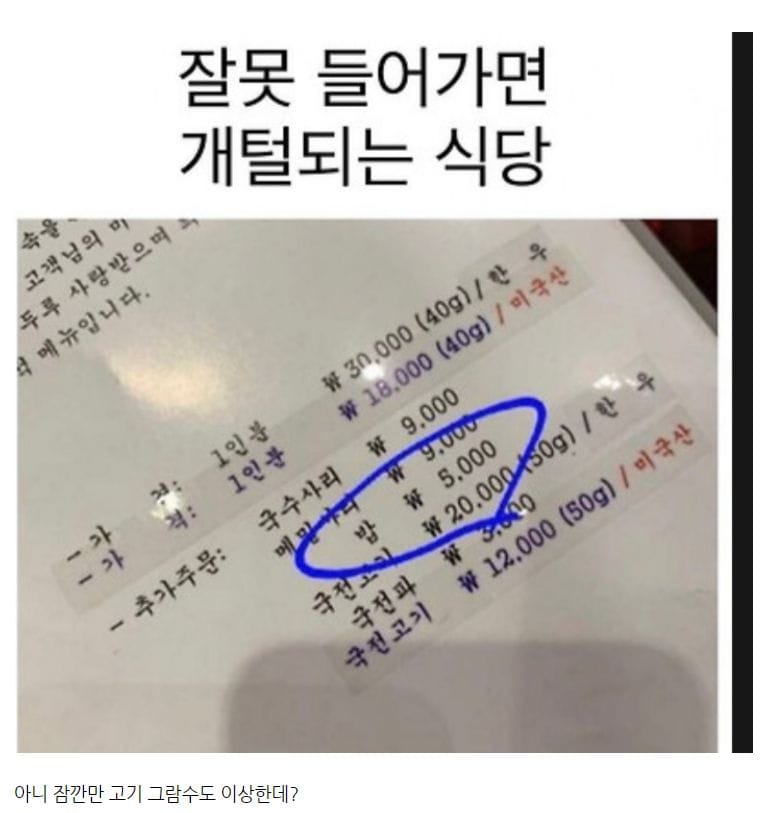 잘못 들어가면
개털되는 식당
속을
고객님의 미
두루 사랑받으며
메뉴입니다.
- 가 격: 1인분 ₩ 30,000 (40g) / 한 우
- 가 격: 1인분 ₩ 18,000 (40g) / 미국산
- 추가주문: 국수사리 ₩ 9,000
메밀사리 ₩ 9,000
밥 ₩ 5,000
국전고기 ₩ 20,000 (50g) / 한 우
국전파 ₩ 3,000
국전고기 ₩ 12,000 (50g) / 미국산
아니 잠깐만 고기 그람수도 이상한데?